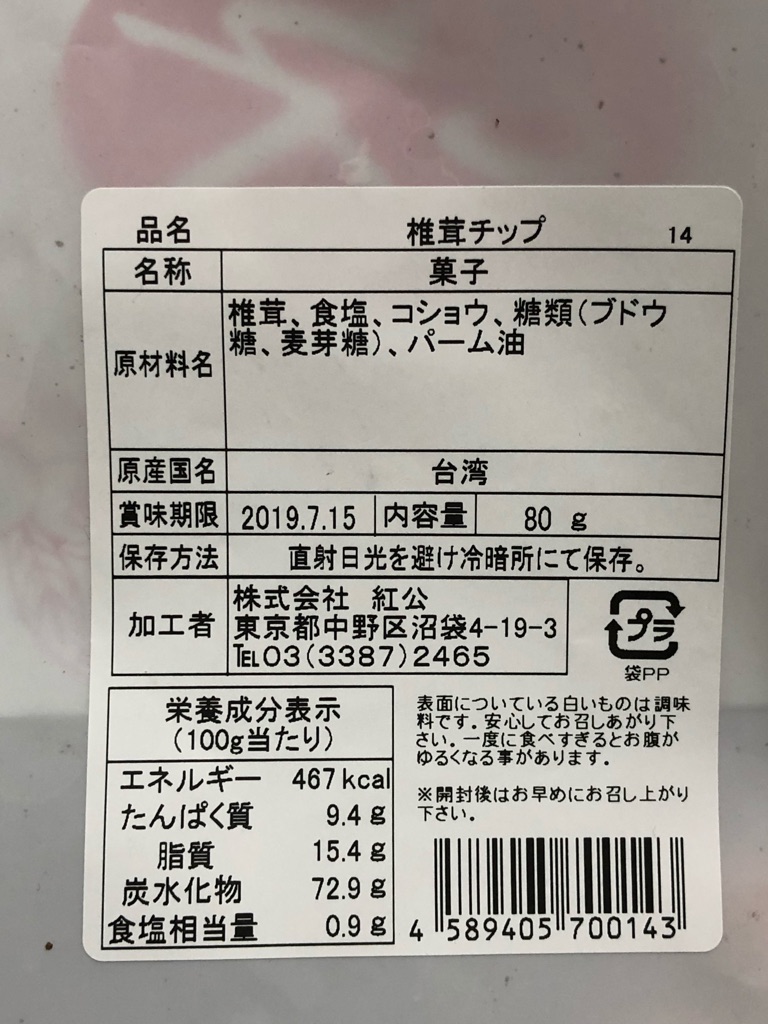 品名 椎茸チップ 14
名称 菓子
原材料名 椎茸、食塩、コショウ、糖類(ブドウ
糖、麦芽糖)、パーム油
原産国名 台湾
賞味期限 2019.7.15 内容量 80 g
保存方法 直射日光を避け冷暗所にて保存。
加工者 株式会社 紅公
東京都中野区沼袋4-19-3
TEL03(3387)2465
プラ
袋PP
栄養成分表示
(100g当たり)
エネルギー 467kcal
たんぱく質 9.4g
脂質 15.4g
炭水化物 72.9g
食塩相当量 0.9g
表面についている白いものは調味
料です。安心してお召しあがり下
さい。一度に食べすぎるとお腹が
ゆるくなる事があります。
※開封後はお早めにお召し上がり
下さい。
4 589405 700143